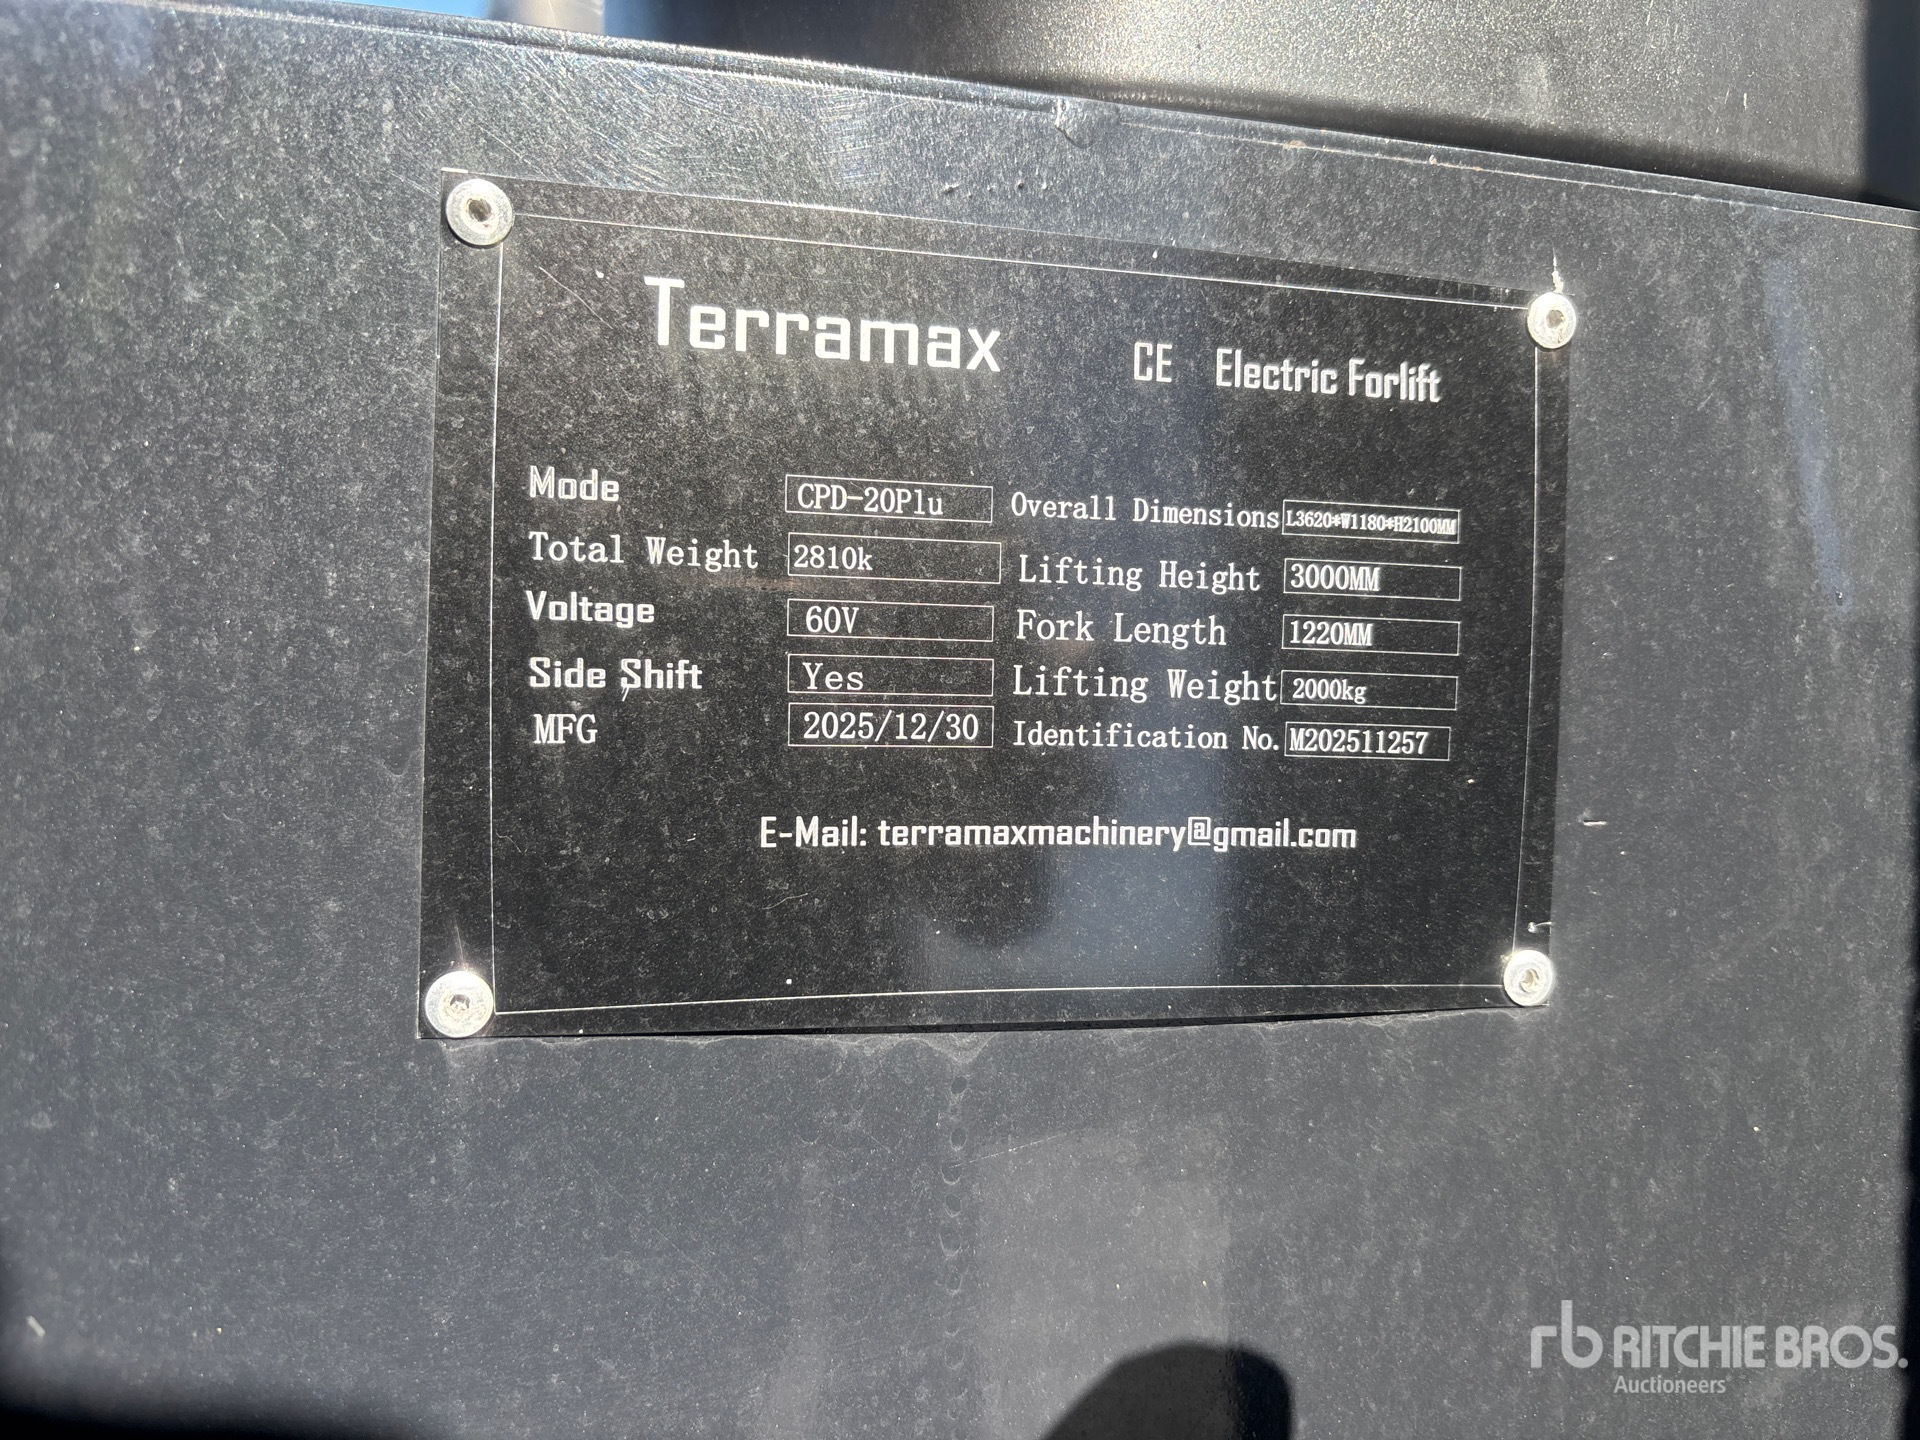 Terramax
CE Electric Forlift
Mode CPD-20Plu Overall Dimensions L3620*W1180*H2100MM
Total Weight 2810k Lifting Height 3000MM
Voltage 60V Fork Length 1220MM
Side Shift Yes Lifting Weight 2000kg
MFG 2025/12/30 Identification No. M202511257
E-Mail: terramaxmachinery@gmail.com
rb RITCHIE BROS.
Auctioneers